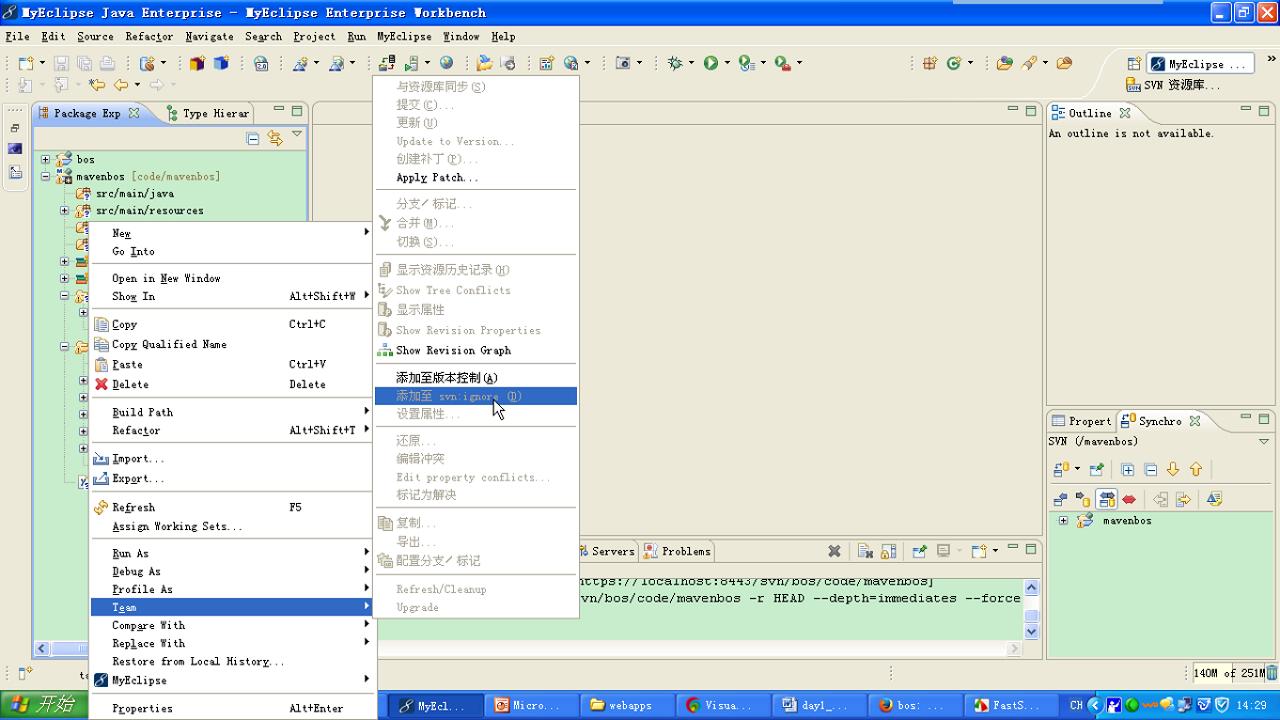 MyEclipse Java Enterprise - MyEclipse Enterprise Workbench
File Edit Source Refactor Navigate Search Project Run MyEclipse Window Help
MyEclipse ...
SVN 资源库...
Package Exp
Type Hierar
bos
mavenbos [code/mavenbos]
src/main/java
src/main/resources
New
Go Into
Open in New Window
Show In Alt+Shift+W
Copy Ctrl+C
Copy Qualified Name
Paste Ctrl+V
Delete Delete
Build Path
Refactor Alt+Shift+T
Import...
Export...
Refresh F5
Assign Working Sets...
Run As
Debug As
Profile As
Team
Compare With
Replace With
Restore from Local History...
MyEclipse
Properties Alt+Enter
与资源库同步(S)
提交(C)...
更新(U)
Update to Version...
创建补丁(P)...
Apply Patch...
分支/标记...
合并(M)...
切换(S)...
显示资源历史记录(H)
Show Tree Conflicts
显示属性
Show Revision Properties
Show Revision Graph
添加至版本控制(A)
添加至 svn:ignore (D)
设置属性...
还原...
编辑冲突
Edit property conflicts...
标记为解决
复制...
导出...
配置分支/标记
Refresh/Cleanup
Upgrade
Outline
An outline is not available.
Propert
Synchro
SVN (/mavenbos)
mavenbos
Servers
Problems
https://localhost:8443/svn/bos/code/mavenbos]
svn/bos/code/mavenbos -r HEAD --depth=immediates --force
140M of 251M
开始
MyEcl...
Micro...
webapps
Visua...
day1_...
bos: ...
FastS...
CH
14:29